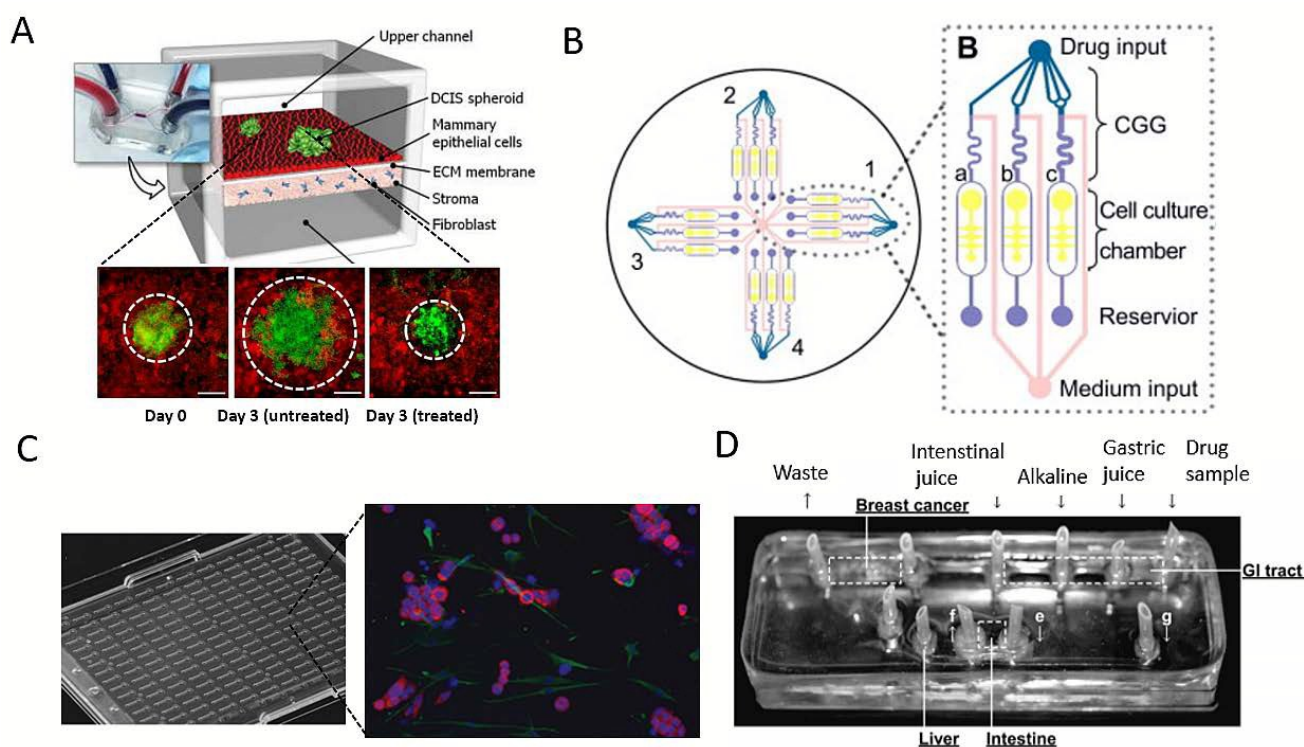 A
Upper channel
DCIS spheroid
Mammary
epithelial cells
ECM membrane
Stroma
Fibroblast
Day 0
Day 3 (untreated)
Day 3 (treated)
B
2
1
3
4
B
Drug input
CGG
a
b
c
Cell culture
chamber
Reservior
Medium input
C
D
Waste
Intenstinal
juice
Alkaline
Gastric
juice
Drug
sample
Breast cancer
GI tract
f
e
g
Liver
Intestine